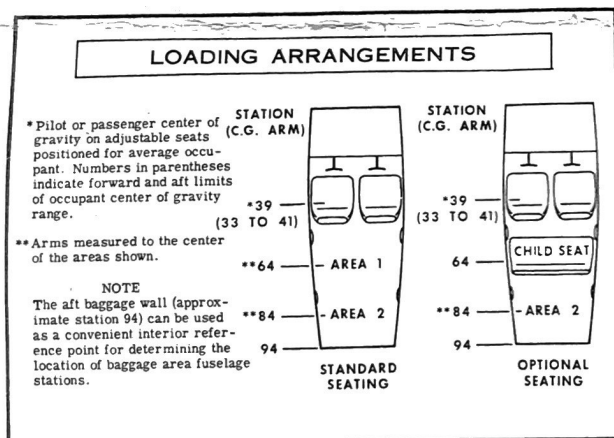 LOADING ARRANGEMENTS
*Pilot or passenger center of
gravity on adjustable seats
positioned for average occu-
pant. Numbers in parentheses
indicate forward and aft limits
of occupant center of gravity
range.
**Arms measured to the center
of the areas shown.
NOTE
The aft baggage wall (approx-
imate station 94) can be used
as a convenient interior refer-
ence point for determining the
location of baggage area fuselage
stations.
STATION
(C.G. ARM)
*39
(33 TO 41)
**64
AREA 1
**84
AREA 2
94
STANDARD
SEATING
STATION
(C.G. ARM)
*39
(33 TO 41)
64
CHILD SEAT
**84
AREA 2
94
OPTIONAL
SEATING